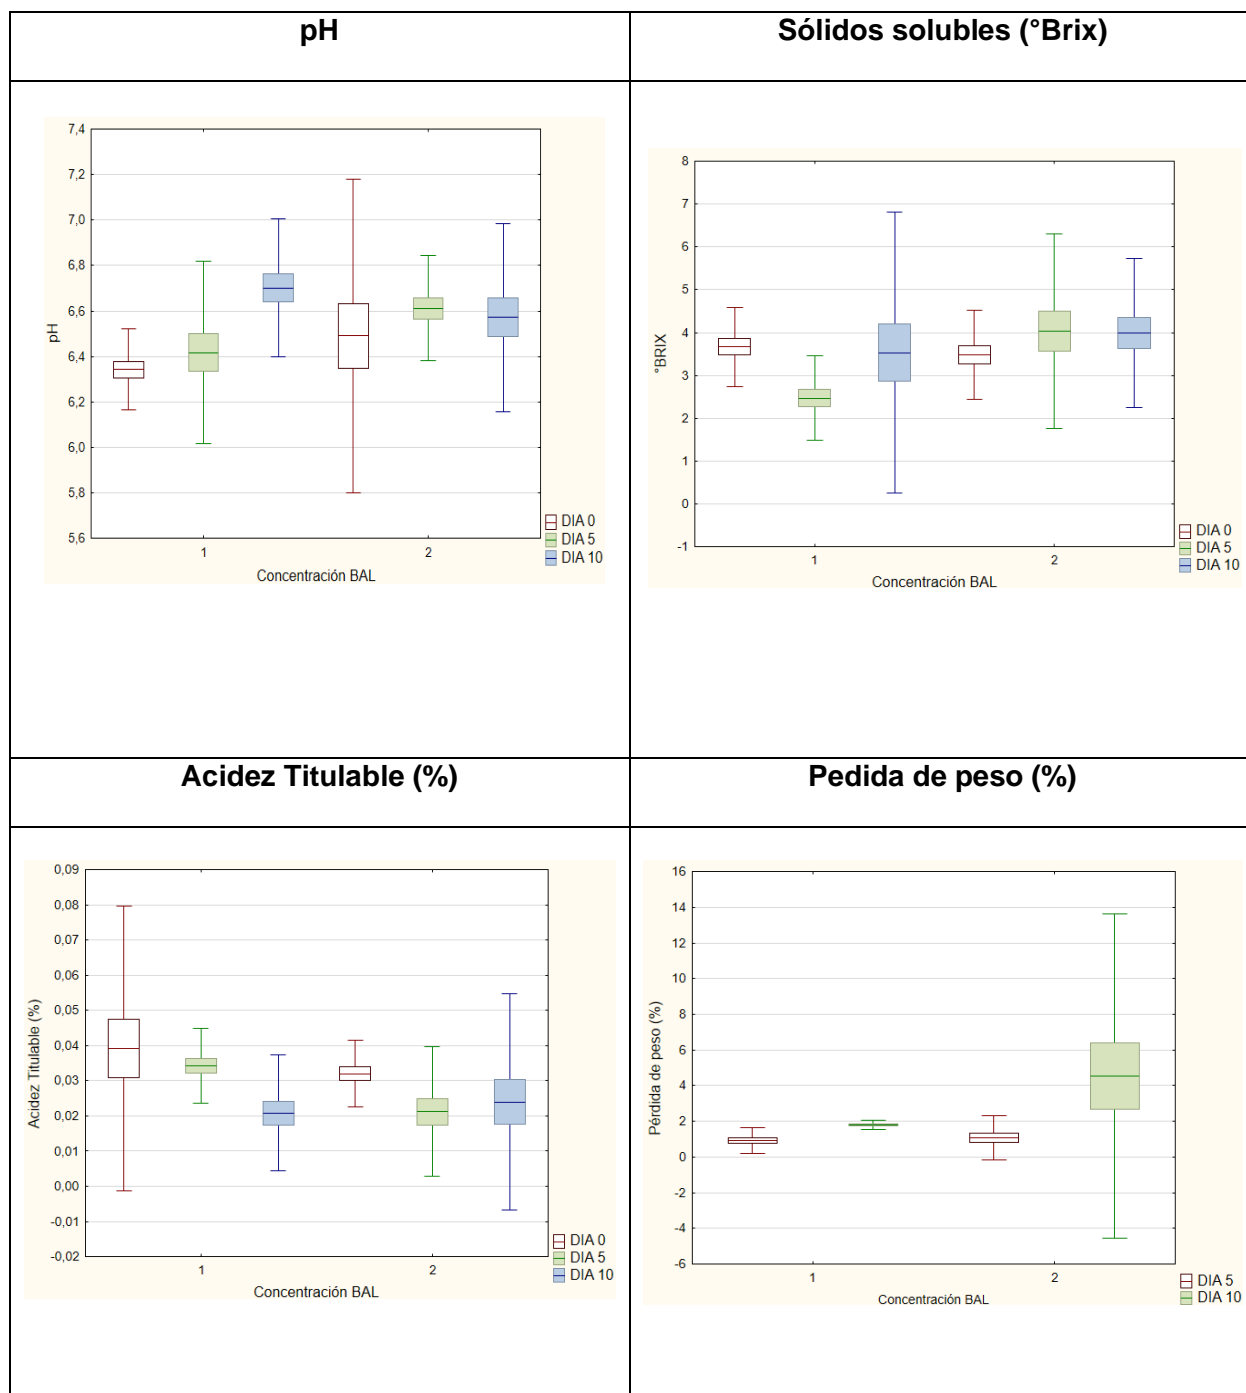 pH
Sólidos solubles (°Brix)
7,4
7,2
7,0
6,8
6,6
6,4
6,2
6,0
5,8
5,6
pH
1
2
Concentración BAL
DIA 0
DIA 5
DIA 10
8
7
6
5
4
3
2
1
0
-1
°BRIX
1
2
Concentración BAL
DIA 0
DIA 5
DIA 10
Acidez Titulable (%)
Pedida de peso (%)
0,09
0,08
0,07
0,06
0,05
0,04
0,03
0,02
0,01
0,00
-0,01
-0,02
Acidez Titulable (%)
1
2
Concentración BAL
DIA 0
DIA 5
DIA 10
16
14
12
10
8
6
4
2
0
-2
-4
-6
Pérdida de peso (%)
1
2
Concentración BAL
DIA 5
DIA 10